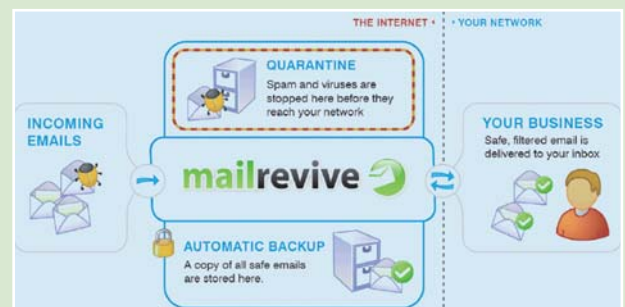 THE INTERNET
YOUR NETWORK
QUARANTINE
Spam and viruses are
stopped here before they
reach your network
INCOMING
EMAILS
mailrevive
YOUR BUSINESS
Safe, filtered email is
delivered to your inbox
AUTOMATIC BACKUP
A copy of all safe emails
are stored here.